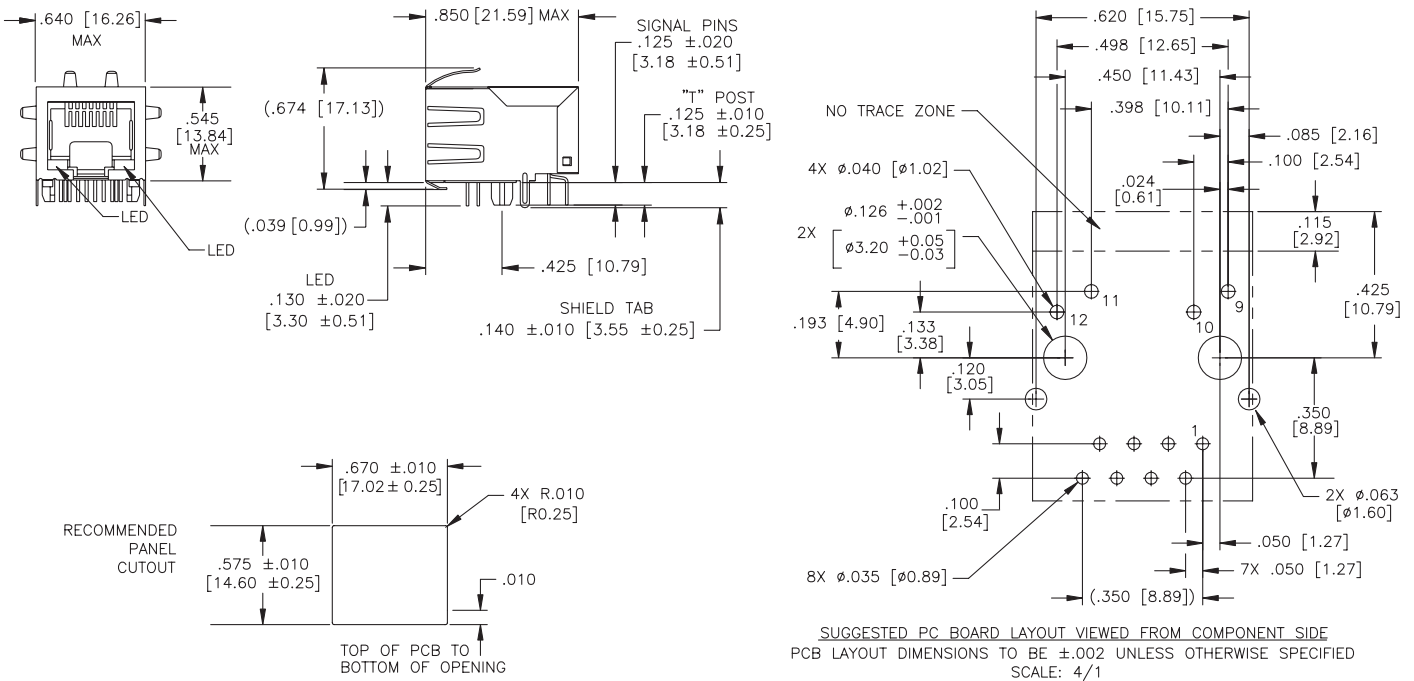 .640 [16.26]
MAX
.545
[13.84]
MAX
LED
LED
.850 [21.59] MAX
SIGNAL PINS
.125 ±.020
[3.18 ±0.51]
"T" POST
.125 ±.010
[3.18 ±0.25]
(.674 [17.13])
(.039 [0.99])
.425 [10.79]
LED
.130 ±.020
[3.30 ±0.51]
SHIELD TAB
.140 ±.010 [3.55 ±0.25]
RECOMMENDED
PANEL
CUTOUT
.670 ±.010
[17.02± 0.25]
4X R.010
[R0.25]
.575 ±.010
[14.60 ±0.25]
.010
TOP OF PCB TO
BOTTOM OF OPENING
.620 [15.75]
.498 [12.65]
.450 [11.43]
.398 [10.11]
.085 [2.16]
.100 [2.54]
.024
[0.61]
NO TRACE ZONE
4X ø.040 [ø1.02]
2X
ø.126 +.002
-.001
[ø3.20 +0.05
-0.03]
.115
[2.92]
.425
[10.79]
11
9
12
10
.193 [4.90]
.133
[3.38]
.120
[3.05]
.350
[8.89]
1
2X ø.063
[ø1.60]
.100
[2.54]
.050 [1.27]
7X .050 [1.27]
8X ø.035 [ø0.89]
(.350 [8.89])
SUGGESTED PC BOARD LAYOUT VIEWED FROM COMPONENT SIDE
PCB LAYOUT DIMENSIONS TO BE ±.002 UNLESS OTHERWISE SPECIFIED
SCALE: 4/1